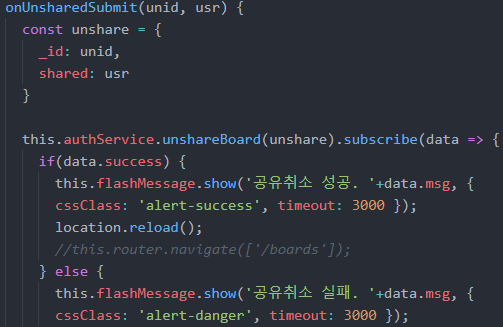 onUnsharedSubmit(unid, usr) {
const unshare = {
_id: unid,
shared: usr
}
this.authService.unshareBoard(unshare).subscribe(data => {
if(data.success) {
this.flashMessage.show('공유취소 성공. '+data.msg, {
cssClass: 'alert-success', timeout: 3000 });
location.reload();
//this.router.navigate(['/boards']);
} else {
this.flashMessage.show('공유취소 실패. '+data.msg, {
cssClass: 'alert-danger', timeout: 3000 });